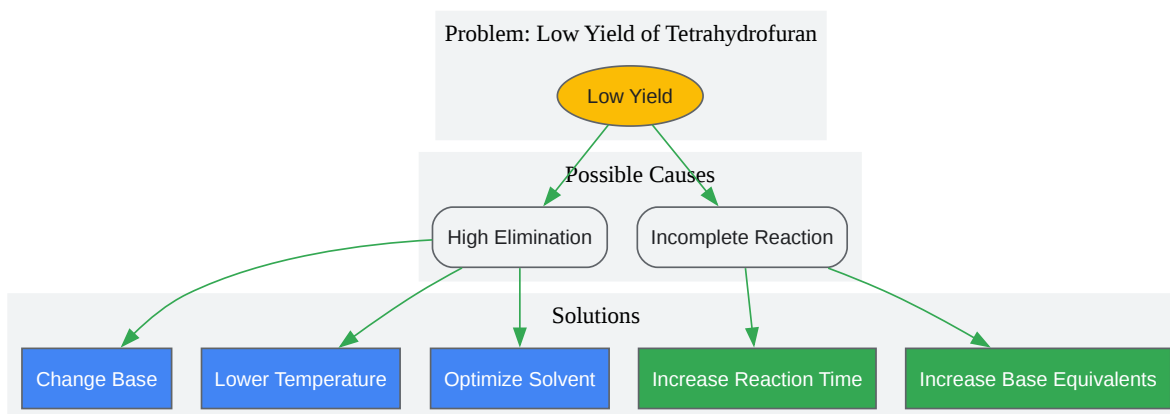 Problem: Low Yield of Tetrahydrofuran
Low Yield
Possible Causes
High Elimination
Incomplete Reaction
Solutions
Change Base
Lower Temperature
Optimize Solvent
Increase Reaction Time
Increase Base Equivalents